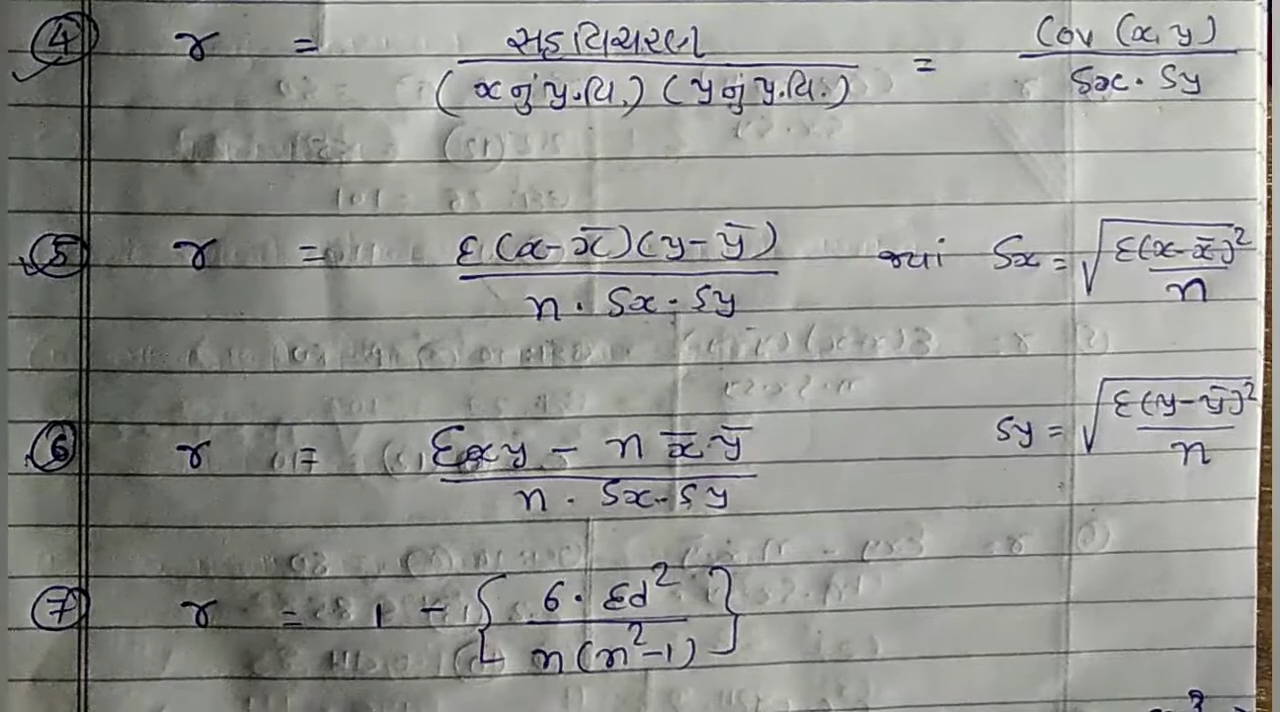 ④ r = સહવિચરણ / (x નું પ્ર.વિ.) (y નું પ્ર.વિ.) = Cov (x, y) / Sx · Sy
⑤ r = Σ (x - x̄) (y - ȳ) / n · Sx · Sy જ્યાં Sx = √(Σ(x - x̄)² / n)
Sy = √(Σ(y - ȳ)² / n)
⑥ r = Σxy - n x̄ ȳ / n · Sx · Sy
⑦ r = 1 - { 6 · Σd² / n (n² - 1) }